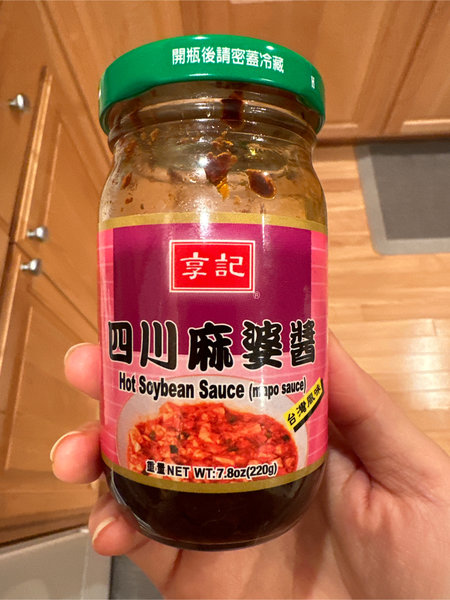 開瓶後請密蓋冷藏
享記
®
四川麻婆醬
Hot Soybean Sauce (mapo sauce)
台灣風味
重量NET WT:7.8oz(220g)